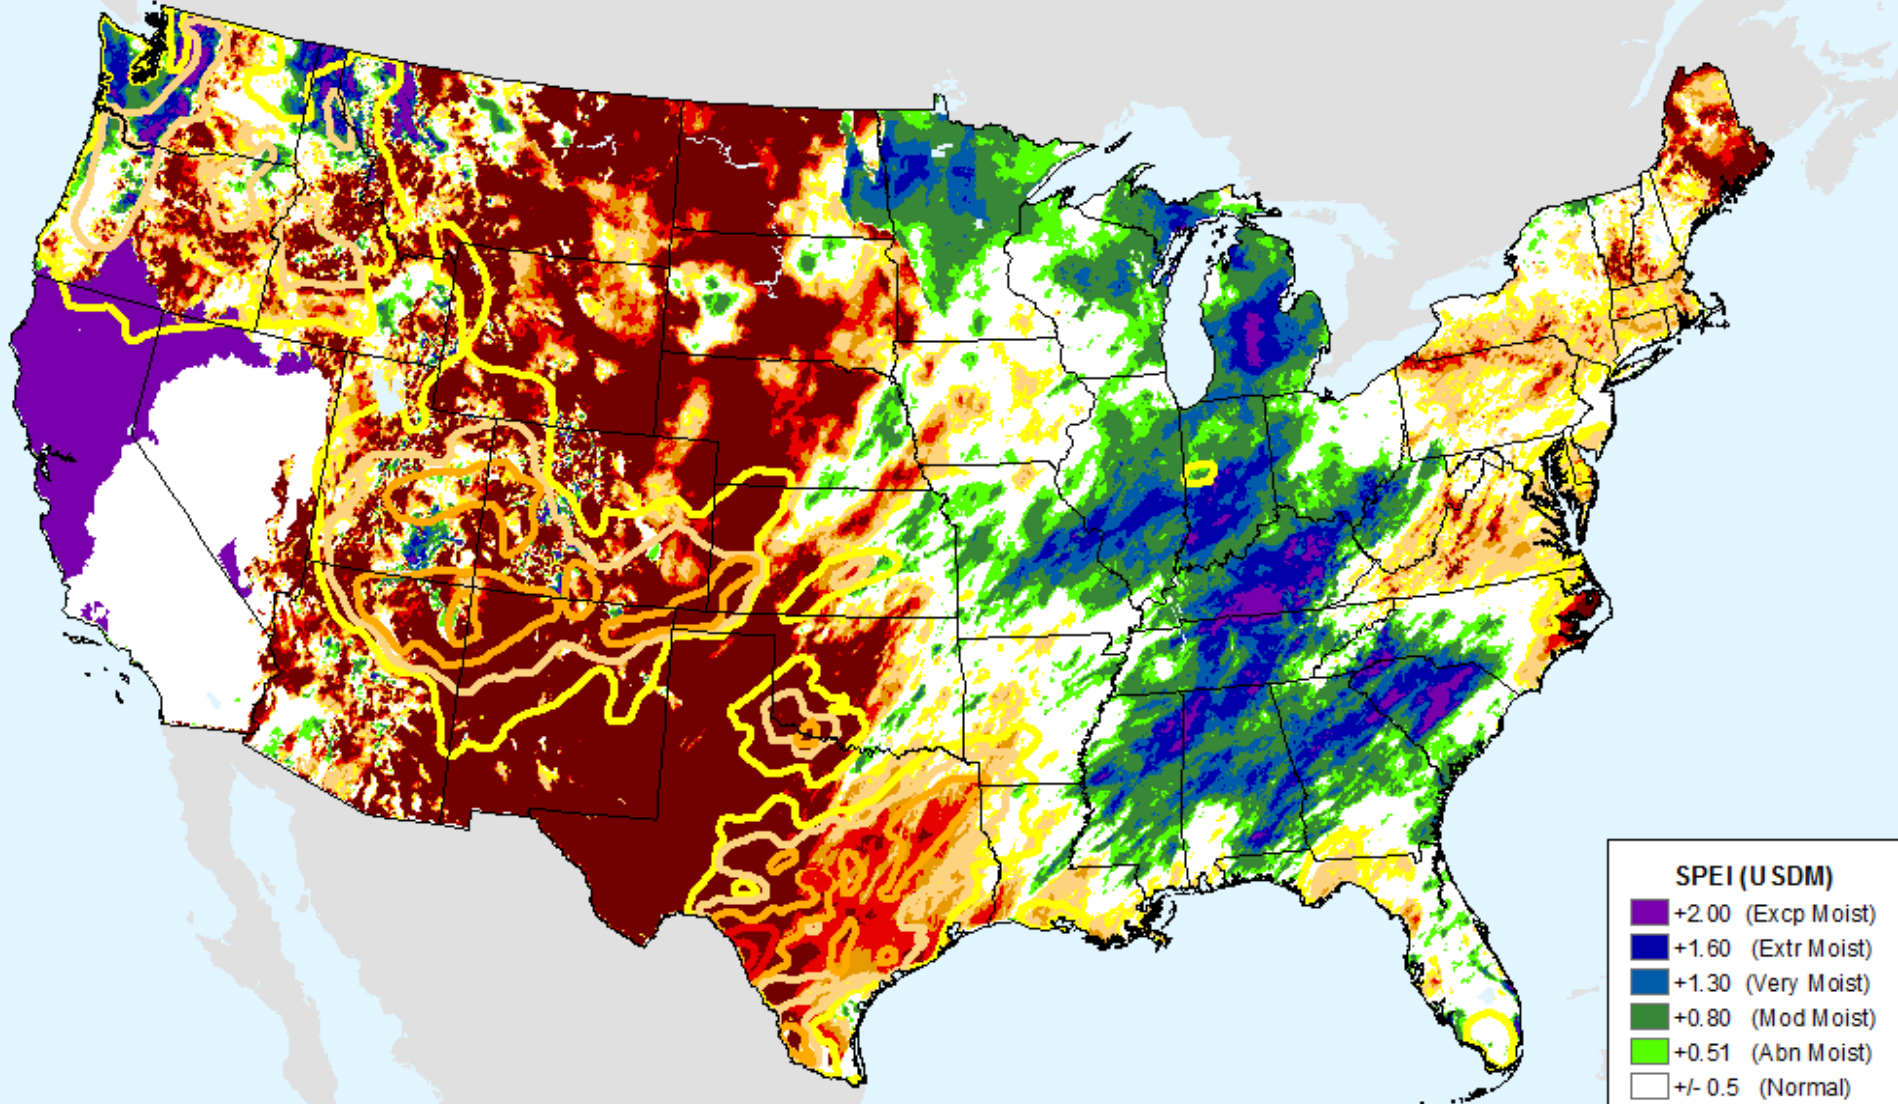 SPEI (USDM)
+2.00 (Excp Moist)
+1.60 (Extr Moist)
+1.30 (Very Moist)
+0.80 (Mod Moist)
+0.51 (Abn Moist)
+/- 0.5 (Normal)